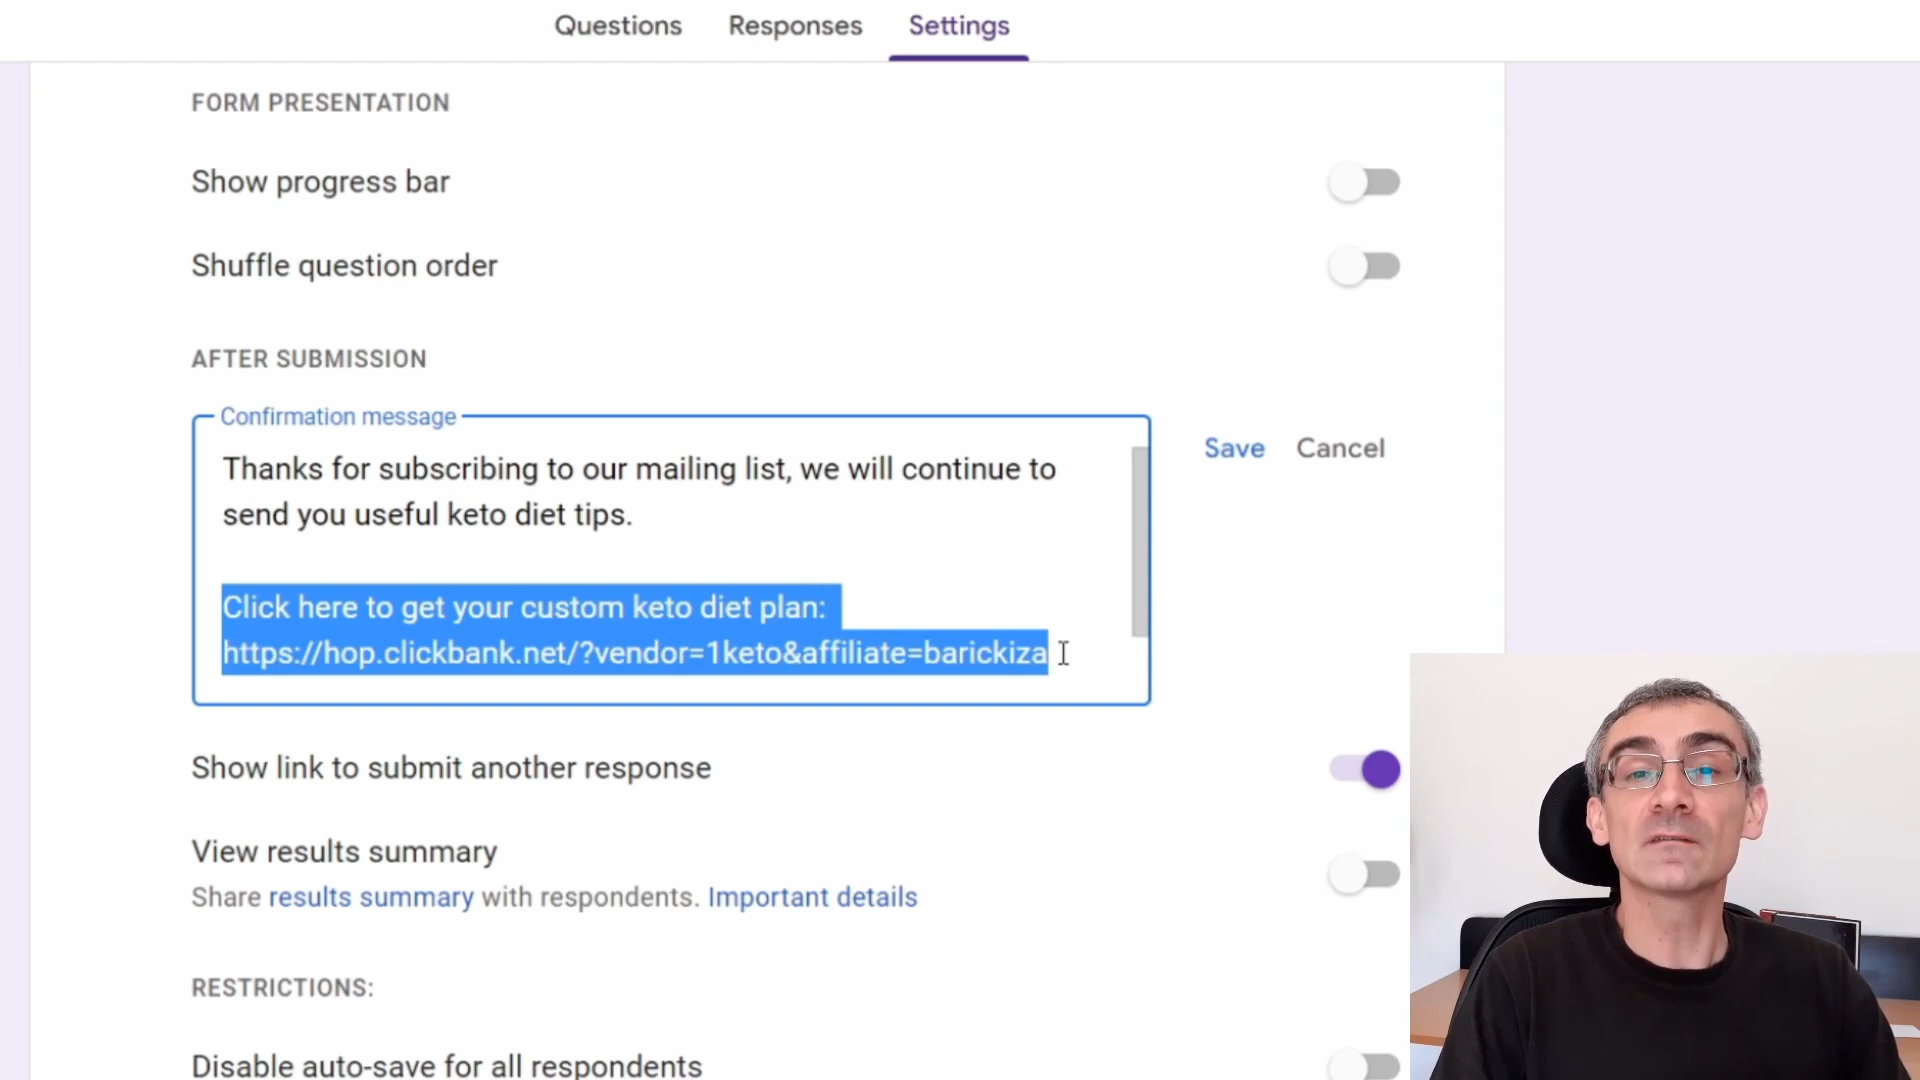 Questions Responses Settings
FORM PRESENTATION
Show progress bar
Shuffle question order
AFTER SUBMISSION
Confirmation message
Thanks for subscribing to our mailing list, we will continue to
send you useful keto diet tips.
Save Cancel
Click here to get your custom keto diet plan:
https://hop.clickbank.net/?vendor=1keto&affiliate=barickiza
Show link to submit another response
View results summary
Share results summary with respondents. Important details
RESTRICTIONS:
Disable auto-save for all respondents